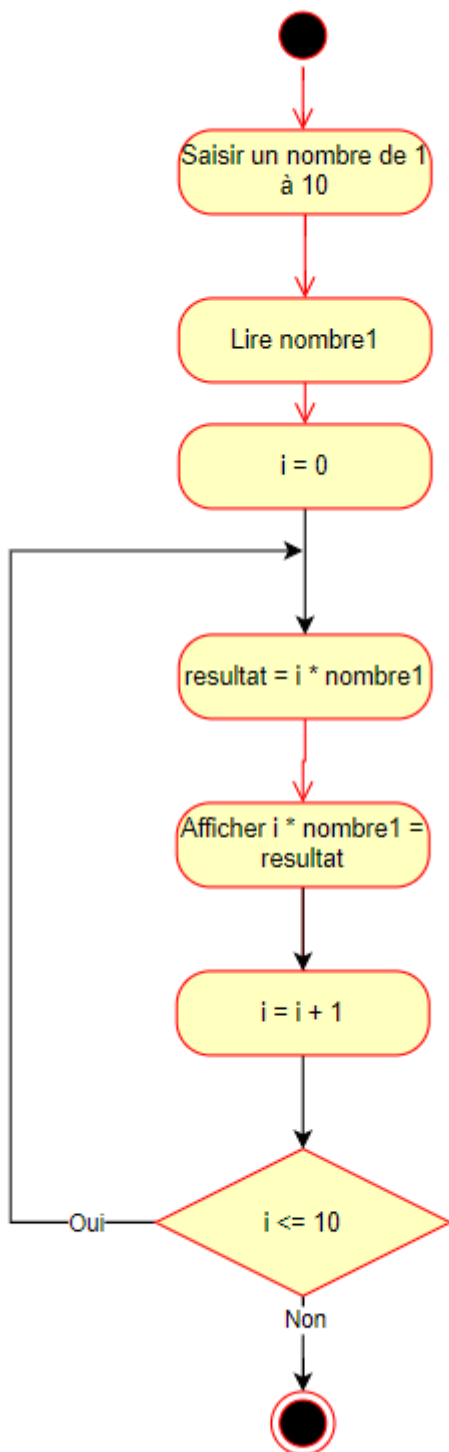 Saisir un nombre de 1
à 10
Lire nombre1
i = 0
resultat = i * nombre1
Afficher i * nombre1 =
resultat
i = i + 1
i <= 10
Oui
Non